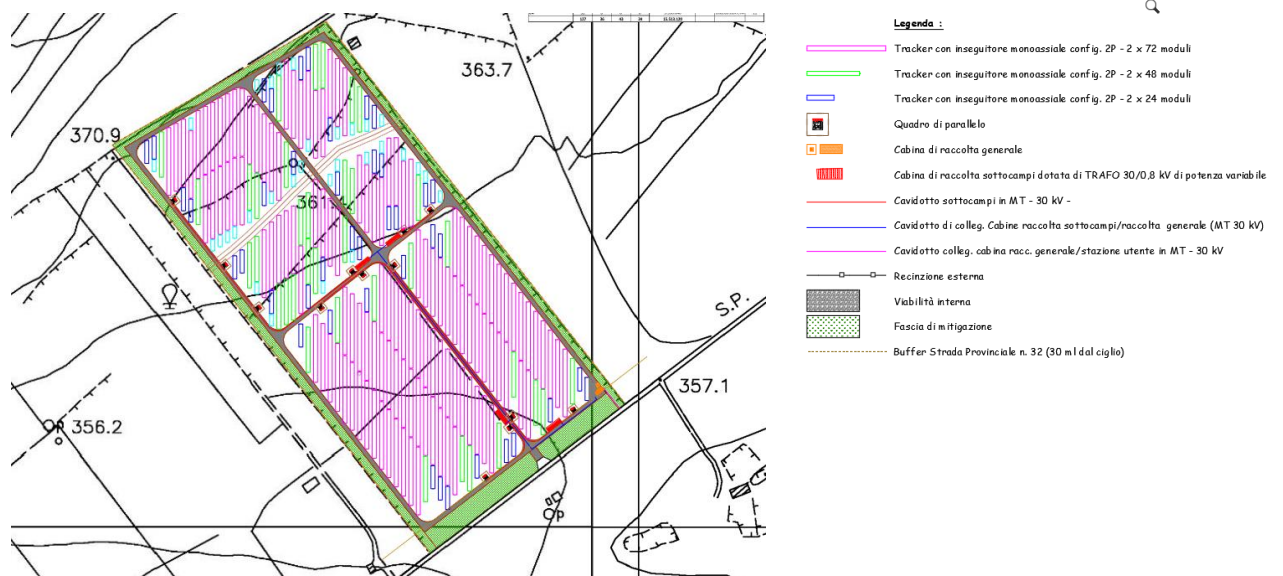 363.7
370.9
361.1
S.P.
357.1
356.2
Op
Op
Legenda :
Tracker con inseguitore monoassiale config. 2P - 2 x 72 moduli
Tracker con inseguitore monoassiale config. 2P - 2 x 48 moduli
Tracker con inseguitore monoassiale config. 2P - 2 x 24 moduli
Quadro di parallelo
Cabina di raccolta generale
Cabina di raccolta sottocampi dotata di TRAFO 30/0,8 kV di potenza variabile
Cavidotto sottocampi in MT - 30 kV -
Cavidotto di colleg. Cabine raccolta sottocampi/raccolta generale (MT 30 kV)
Cavidotto colleg. cabina racc. generale/stazione utente in MT - 30 kV
Recinzione esterna
Viabilità interna
Fascia di mitigazione
Buffer Strada Provinciale n. 32 (30 ml dal ciglio)